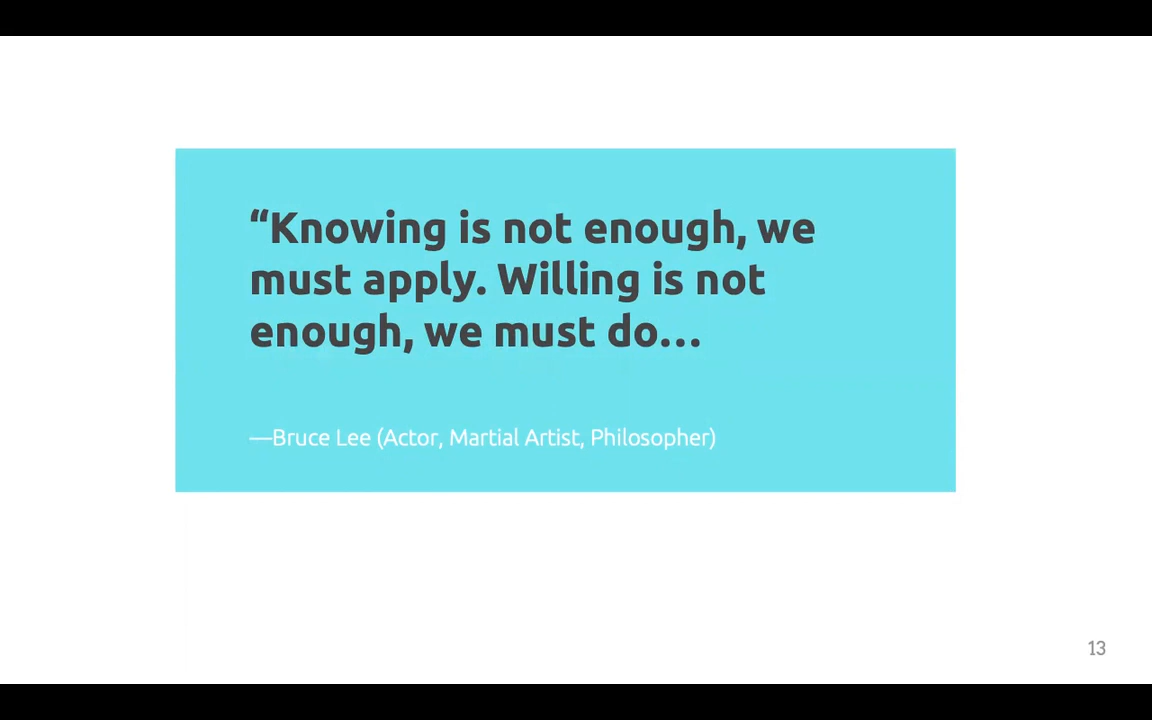 “Knowing is not enough, we
must apply. Willing is not
enough, we must do...
—Bruce Lee (Actor, Martial Artist, Philosopher)
13